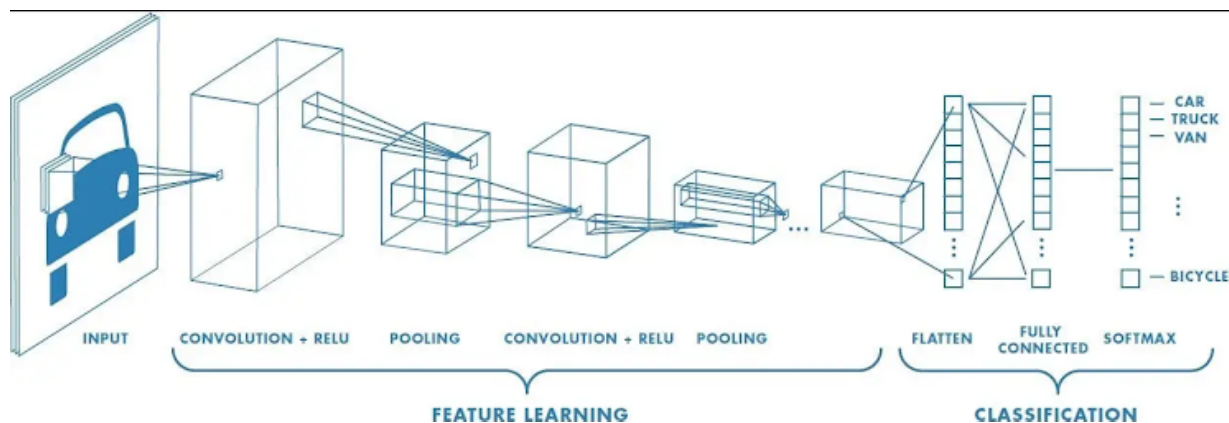 CAR
TRUCK
VAN
BICYCLE
INPUT
CONVOLUTION + RELU
POOLING
CONVOLUTION + RELU
POOLING
FLATTEN
FULLY
CONNECTED
SOFTMAX
FEATURE LEARNING
CLASSIFICATION